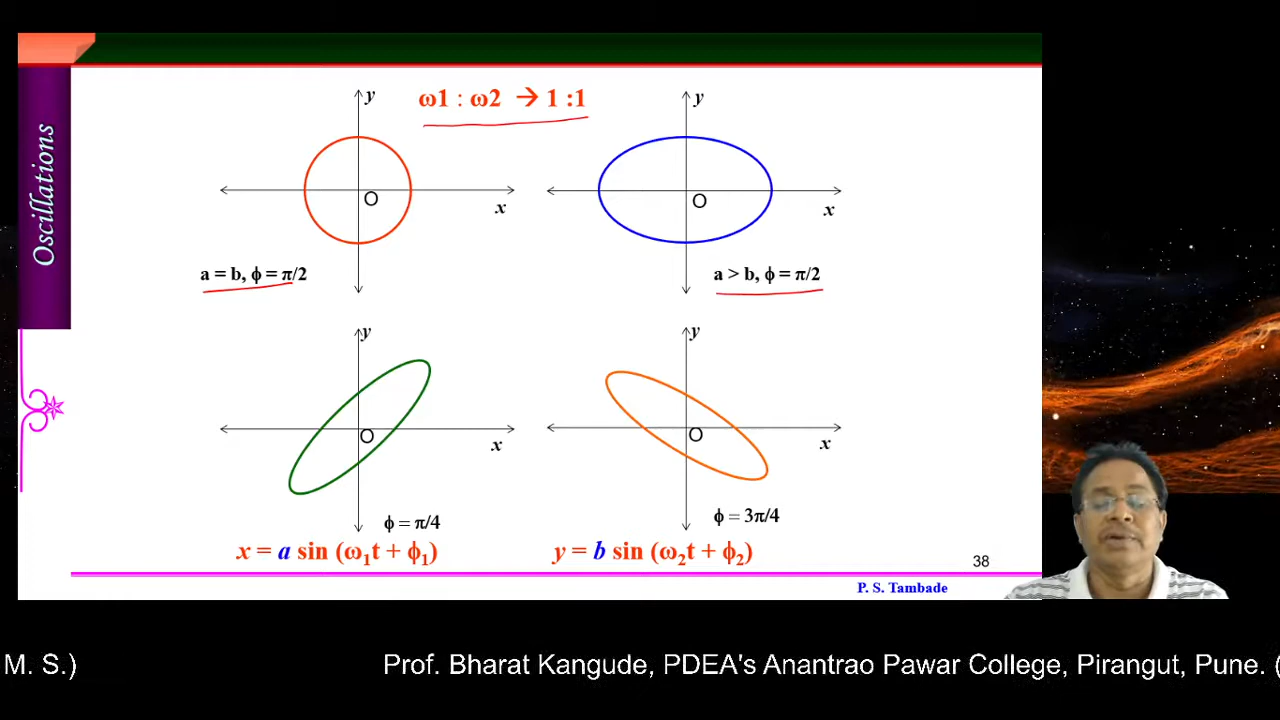 Oscillations
ω1 : ω2 → 1 :1
y
O
x
a = b, ϕ = π/2
y
O
x
a > b, ϕ = π/2
y
O
x
ϕ = π/4
y
O
x
ϕ = 3π/4
x = a sin (ω₁t + ϕ₁)
y = b sin (ω₂t + ϕ₂)
38
P. S. Tambade
M. S.) Prof. Bharat Kangude, PDEA's Anantrao Pawar College, Pirangut, Pune. (